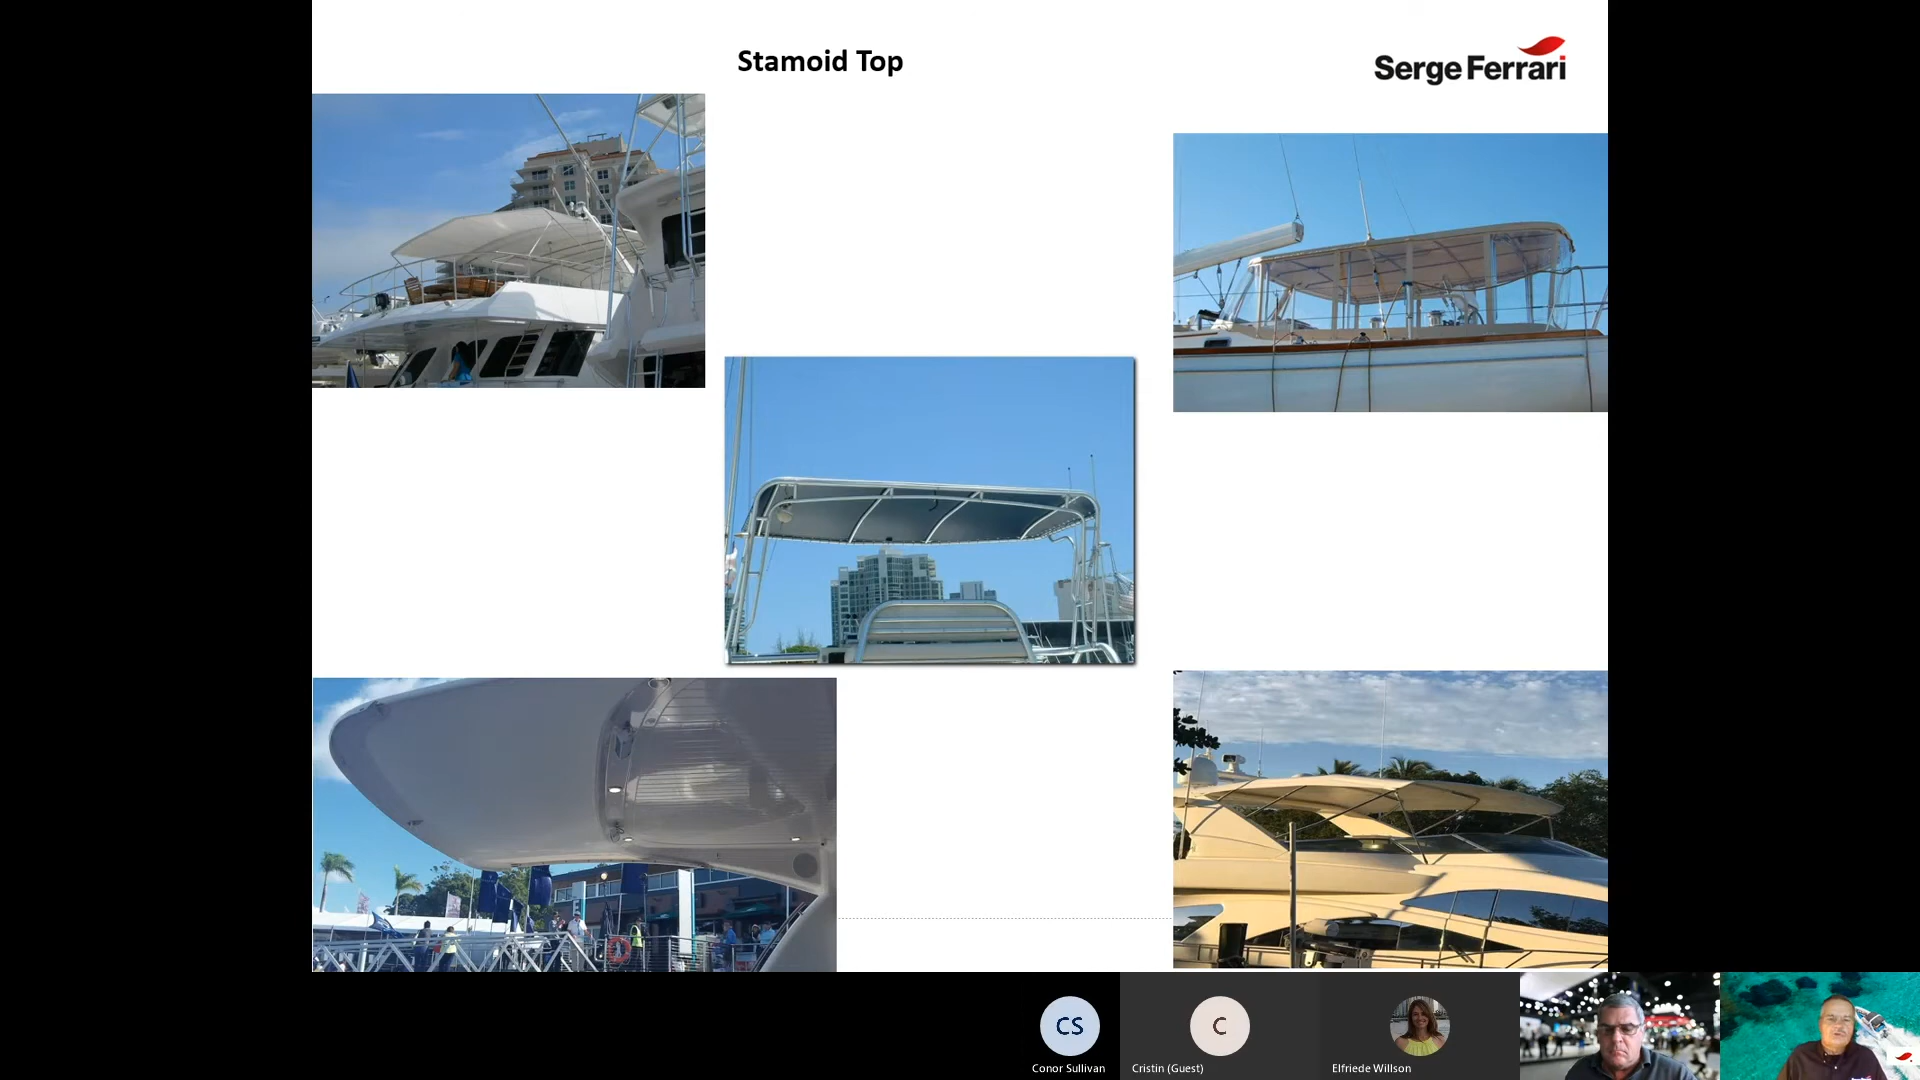 Stamoid Top
Serge Ferrari
CS
C
Conor Sullivan
Cristin (Guest)
Elfriede Willson